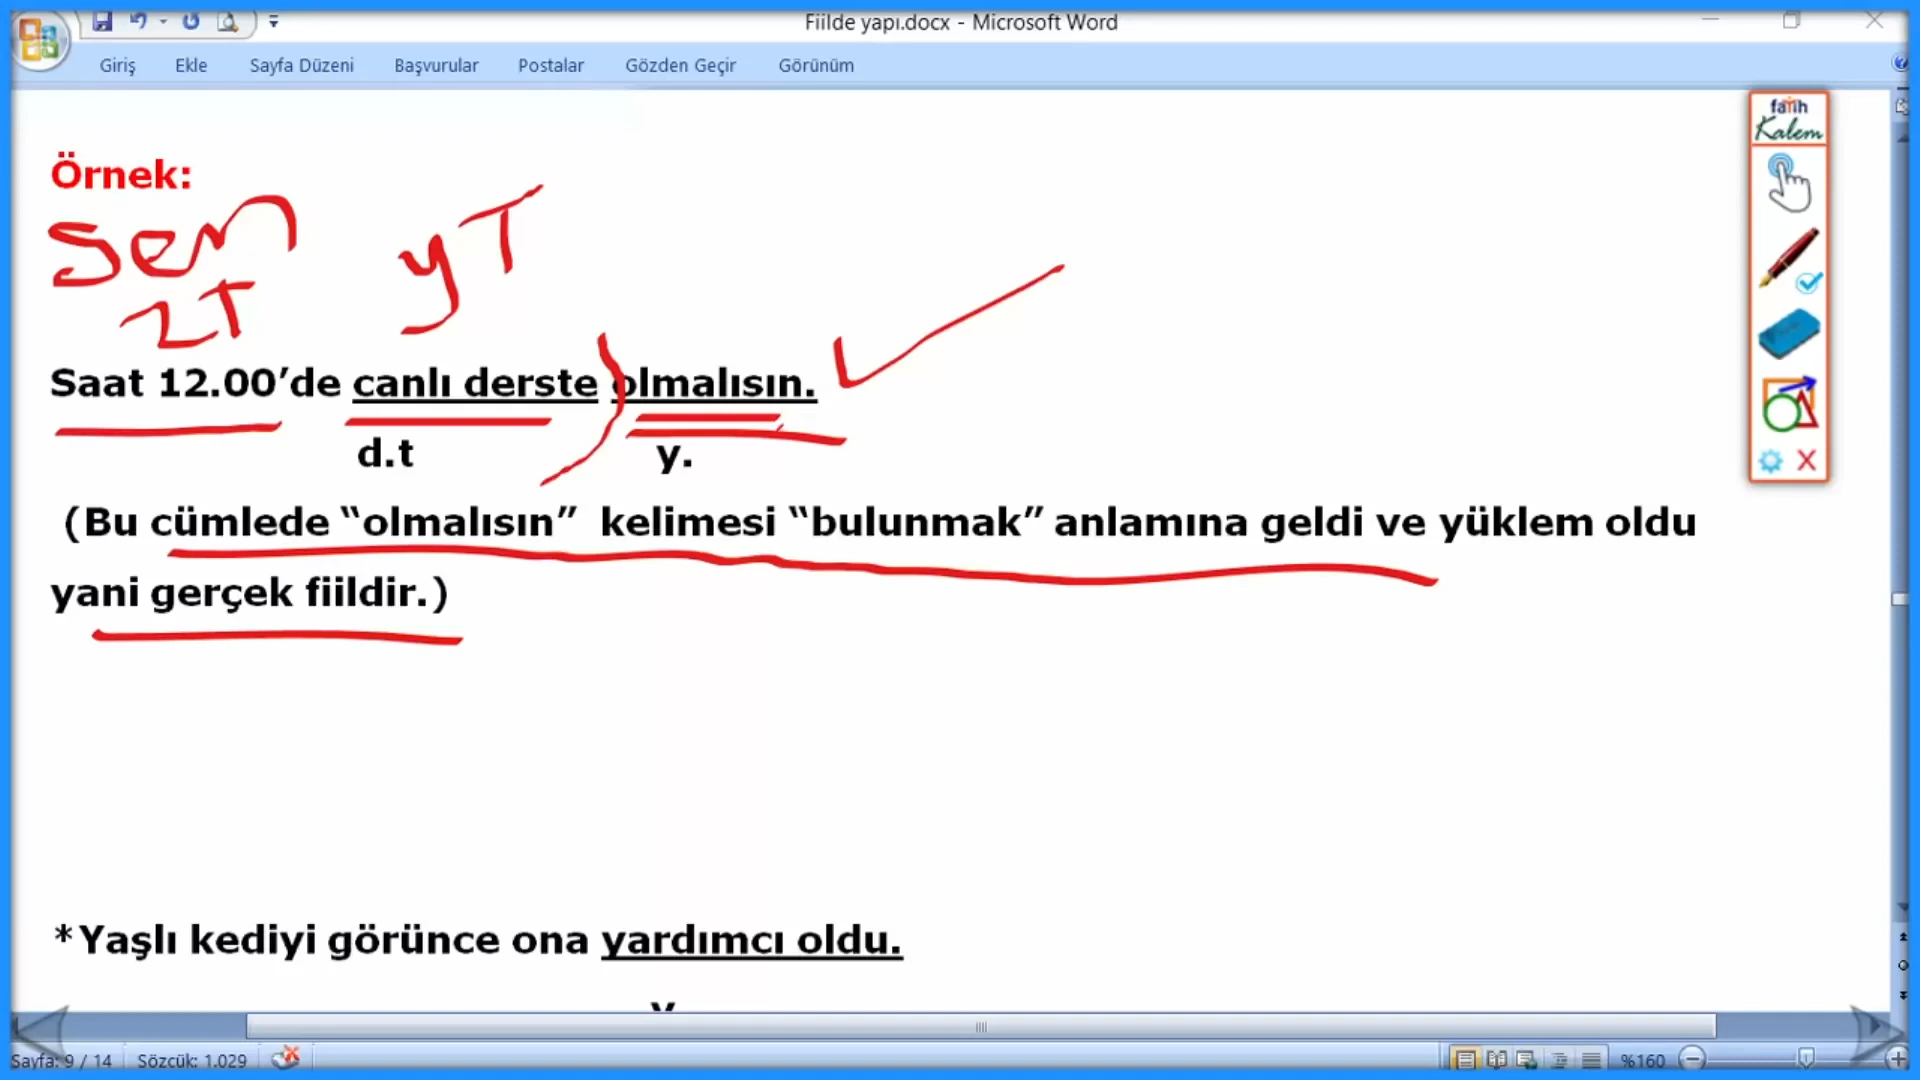 Fiilde yapı.docx - Microsoft Word
Giriş Ekle Sayfa Düzeni Başvurular Postalar Gözden Geçir Görünüm
fatih
Kalem
Örnek:
Sen yT
ZT
Saat 12.00’de canlı derste olmalısın.
d.t y.
(Bu cümlede “olmalısın” kelimesi “bulunmak” anlamına geldi ve yüklem oldu
yani gerçek fiildir.)
*Yaşlı kediyi görünce ona yardımcı oldu.
Sayfa: 9 / 14 Sözcük: 1.029 %160